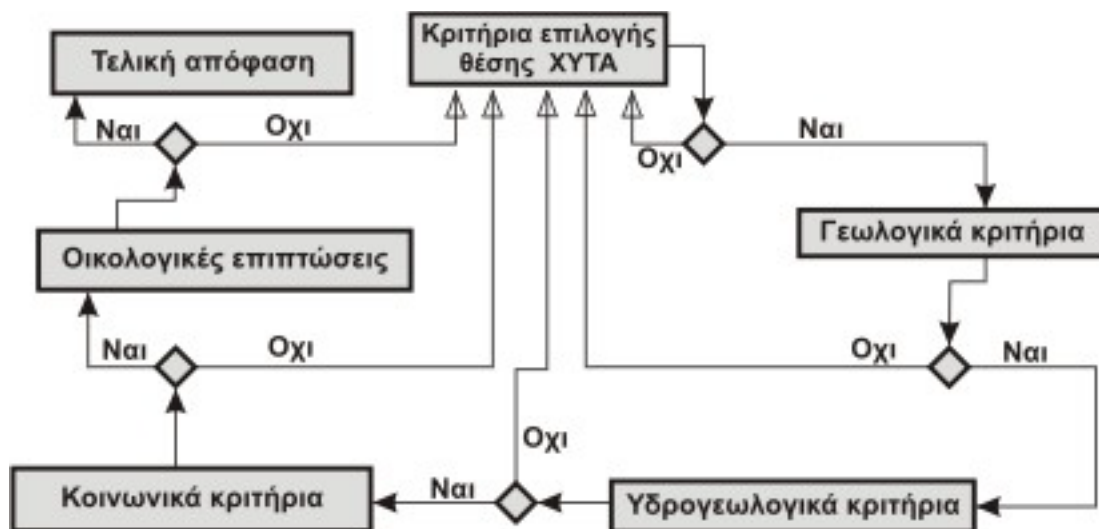 Κριτήρια επιλογής
θέσης ΧΥΤΑ
Τελική απόφαση
Ναι
Οχι
Οχι
Ναι
Γεωλογικά κριτήρια
Οικολογικές επιπτώσεις
Ναι
Οχι
Οχι
Ναι
Οχι
Κοινωνικά κριτήρια
Ναι
Υδρογεωλογικά κριτήρια